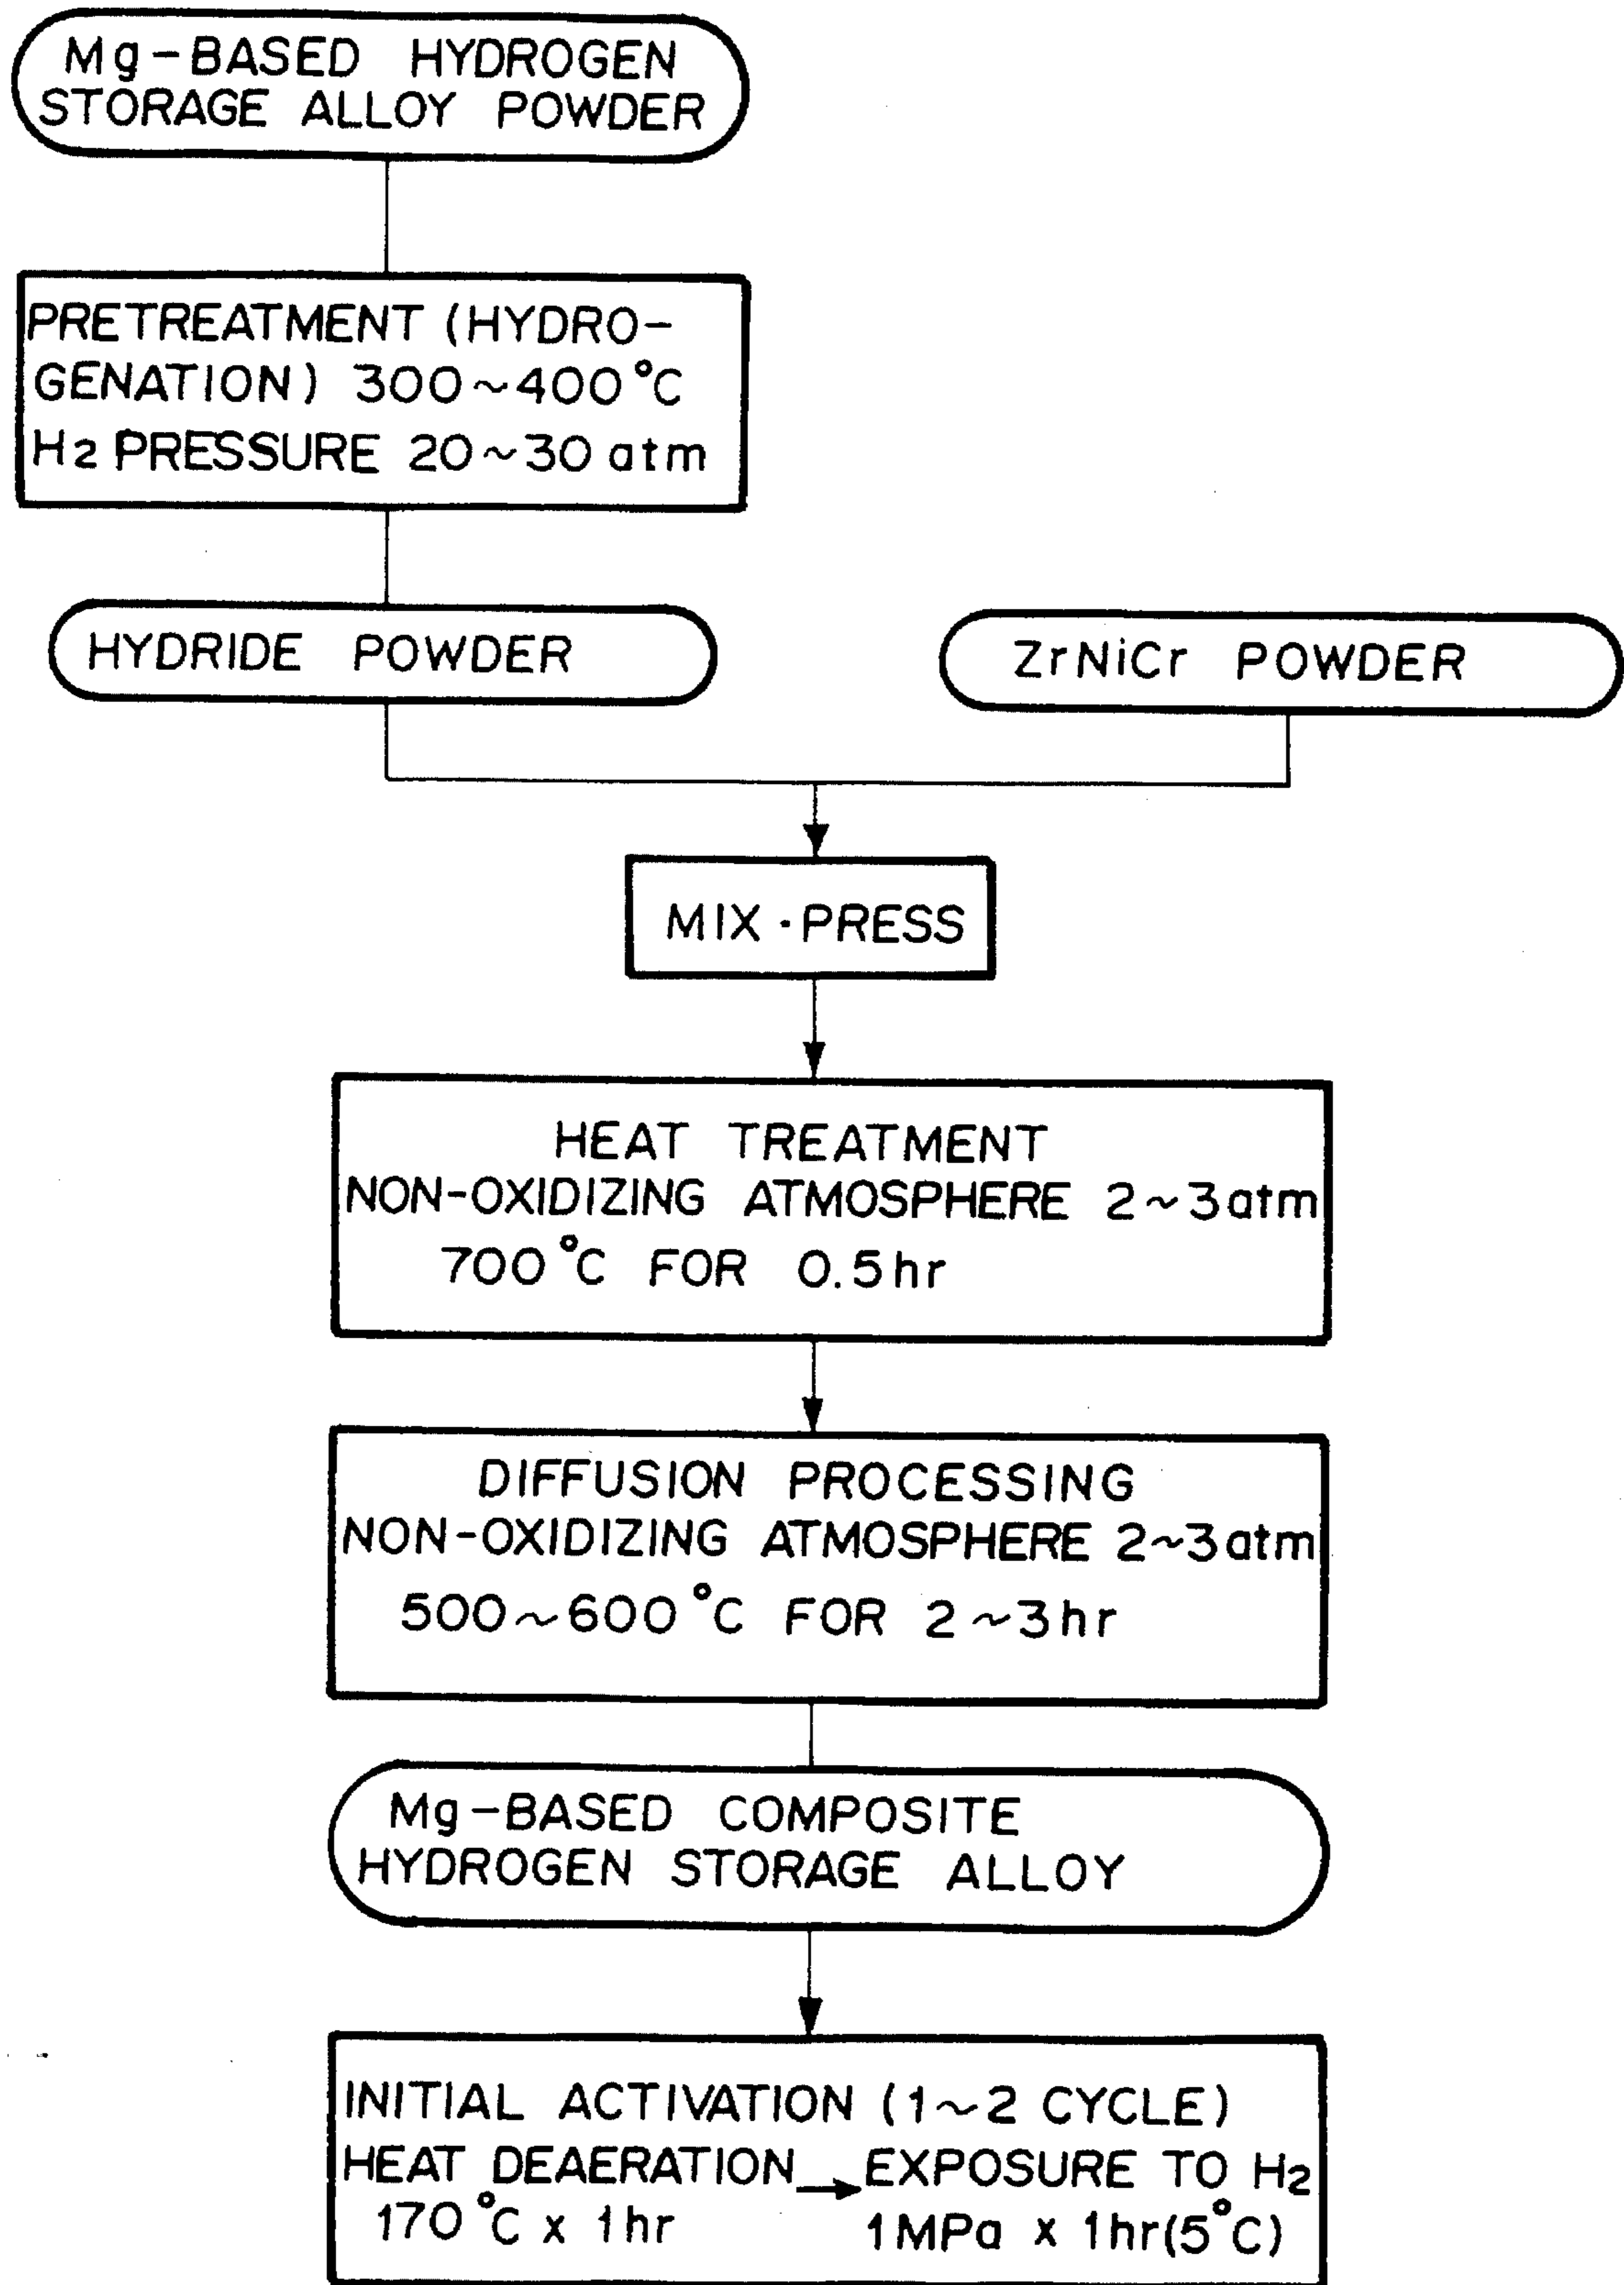 Mg-BASED HYDROGEN
STORAGE ALLOY POWDER
PRETREATMENT (HYDRO-
GENATION) 300~400°C
H2 PRESSURE 20~30 atm
HYDRIDE POWDER
ZrNiCr POWDER
MIX·PRESS
HEAT TREATMENT
NON-OXIDIZING ATMOSPHERE 2~3atm
700°C FOR 0.5hr
DIFFUSION PROCESSING
NON-OXIDIZING ATMOSPHERE 2~3atm
500~600°C FOR 2~3hr
Mg-BASED COMPOSITE
HYDROGEN STORAGE ALLOY
INITIAL ACTIVATION (1~2 CYCLE)
HEAT DEAERATION → EXPOSURE TO H2
170°C x 1hr 1MPa x 1hr(5°C)